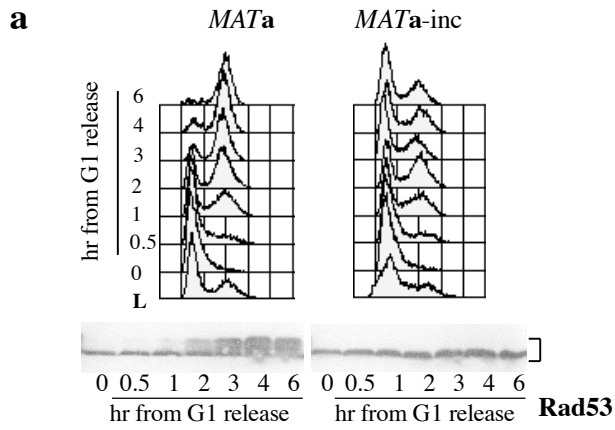 a
MATa MATa-inc
hr from G1 release
6
4
3
2
1
0.5
0
L
0 0.5 1 2 3 4 6 0 0.5 1 2 3 4 6
hr from G1 release hr from G1 release Rad53